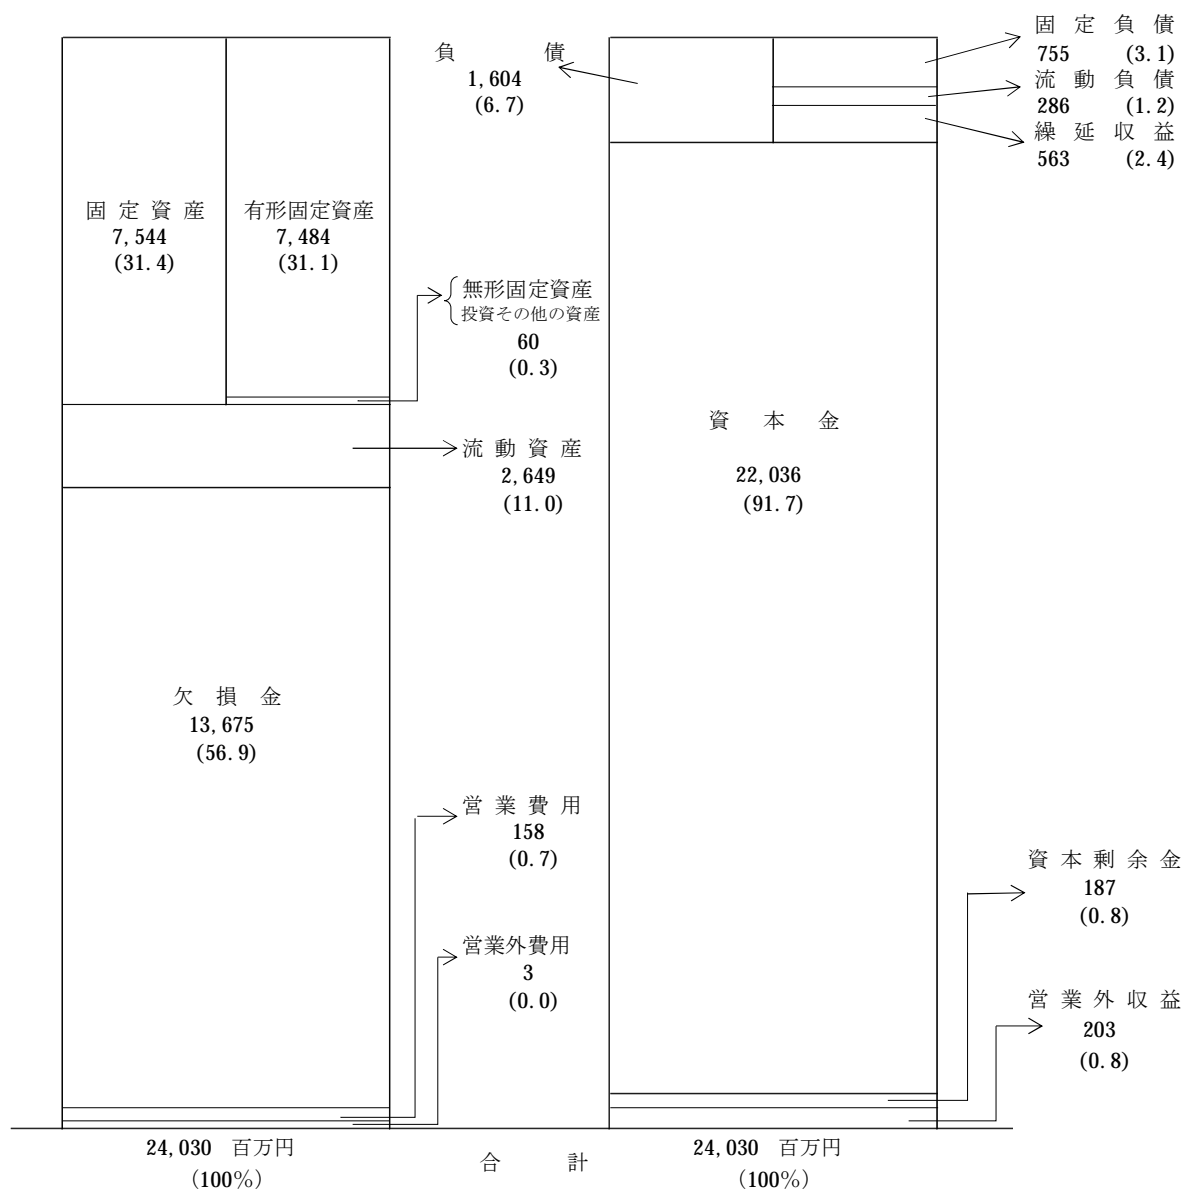 固定資産
7,544
(31.4)
有形固定資産
7,484
(31.1)
無形固定資産
投資その他の資産
60
(0.3)
流動資産
2,649
(11.0)
欠損金
13,675
(56.9)
営業費用
158
(0.7)
営業外費用
3
(0.0)
24,030 百万円
(100%)
合計
負債
1,604
(6.7)
固定負債
755 (3.1)
流動負債
286 (1.2)
繰延収益
563 (2.4)
資本金
22,036
(91.7)
資本剰余金
187
(0.8)
営業外収益
203
(0.8)
24,030 百万円
(100%)